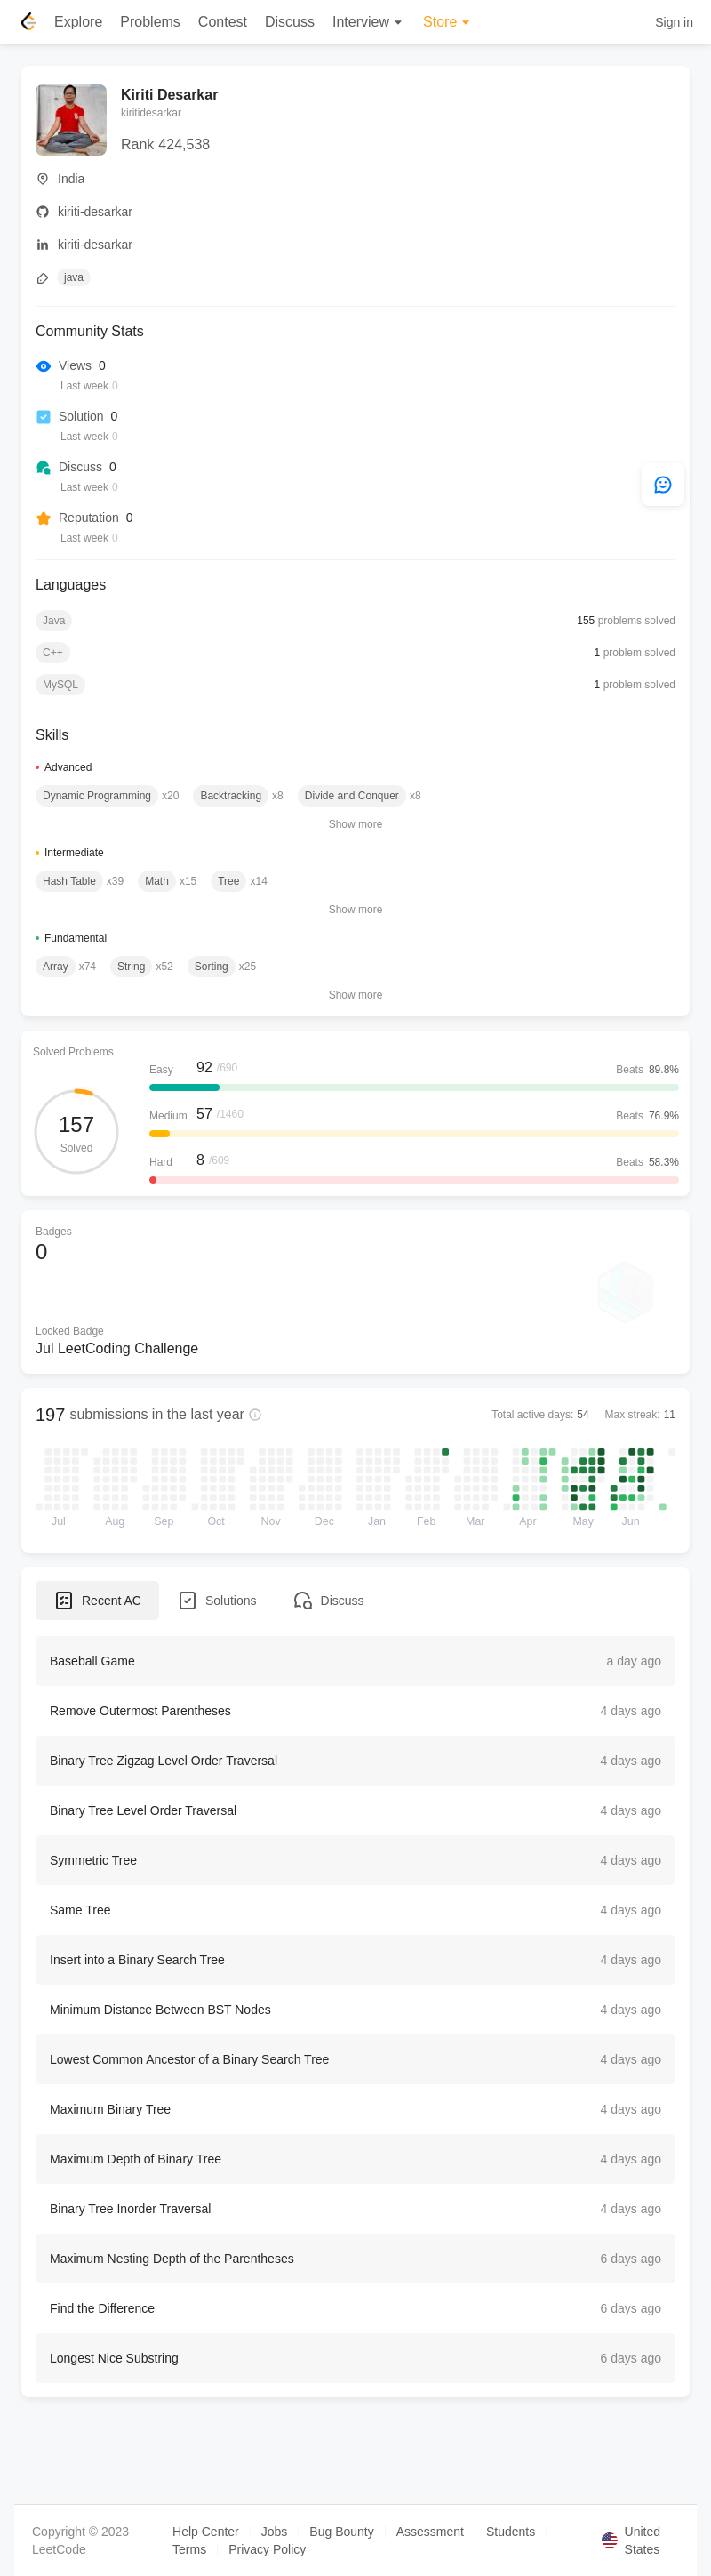 Explore Problems Contest Discuss Interview Store Sign in
Kiriti Desarkar
kiritidesarkar
Rank 424,538
India
kiriti-desarkar
kiriti-desarkar
java
Community Stats
Views 0
Last week 0
Solution 0
Last week 0
Discuss 0
Last week 0
Reputation 0
Last week 0
Languages
Java 155 problems solved
C++ 1 problem solved
MySQL 1 problem solved
Skills
Advanced
Dynamic Programming x20 Backtracking x8 Divide and Conquer x8
Show more
Intermediate
Hash Table x39 Math x15 Tree x14
Show more
Fundamental
Array x74 String x52 Sorting x25
Show more
Solved Problems
157
Solved
Easy 92 /690 Beats 89.8%
Medium 57 /1460 Beats 76.9%
Hard 8 /609 Beats 58.3%
Badges
0
Locked Badge
Jul LeetCoding Challenge
197 submissions in the last year Total active days: 54 Max streak: 11
Jul Aug Sep Oct Nov Dec Jan Feb Mar Apr May Jun
Recent AC Solutions Discuss
Baseball Game a day ago
Remove Outermost Parentheses 4 days ago
Binary Tree Zigzag Level Order Traversal 4 days ago
Binary Tree Level Order Traversal 4 days ago
Symmetric Tree 4 days ago
Same Tree 4 days ago
Insert into a Binary Search Tree 4 days ago
Minimum Distance Between BST Nodes 4 days ago
Lowest Common Ancestor of a Binary Search Tree 4 days ago
Maximum Binary Tree 4 days ago
Maximum Depth of Binary Tree 4 days ago
Binary Tree Inorder Traversal 4 days ago
Maximum Nesting Depth of the Parentheses 6 days ago
Find the Difference 6 days ago
Longest Nice Substring 6 days ago
Copyright © 2023 LeetCode
Help Center Jobs Bug Bounty Assessment Students
Terms Privacy Policy
United States